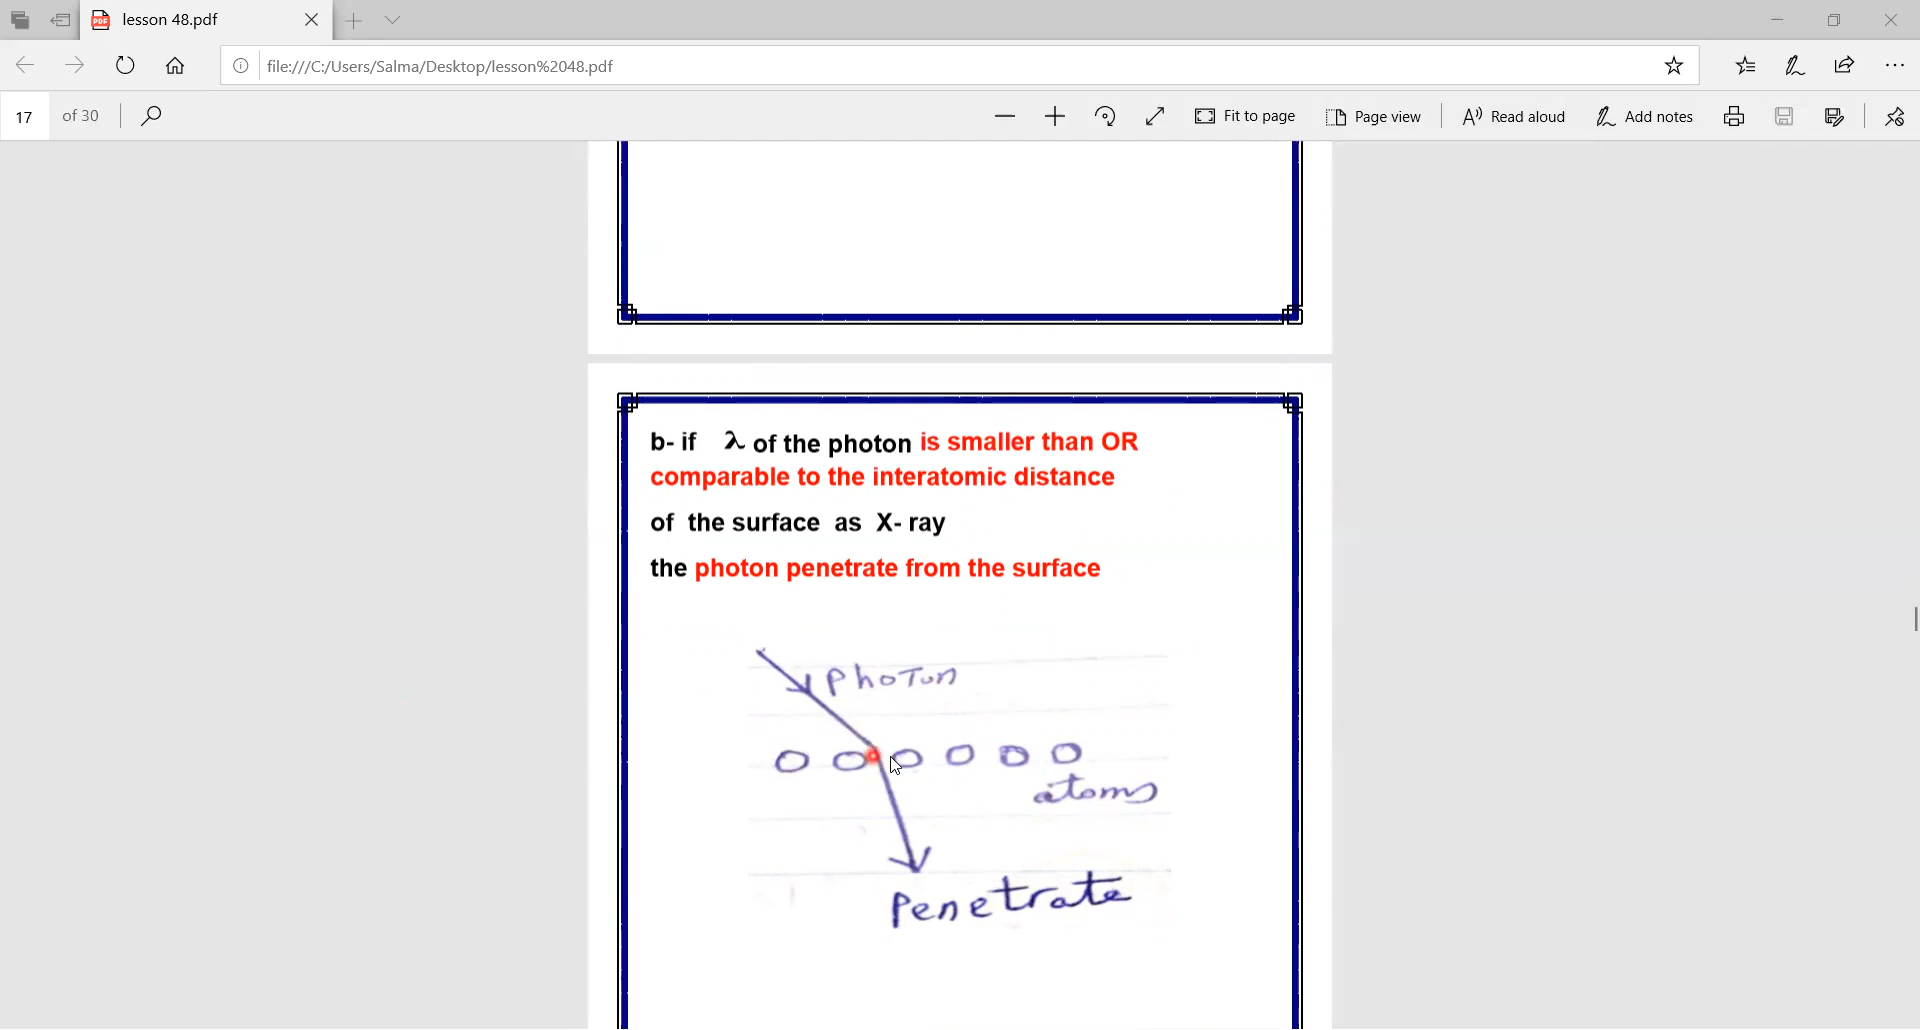 lesson 48.pdf
file:///C:/Users/Salma/Desktop/lesson%2048.pdf
17 of 30
Fit to page
Page view
Read aloud
Add notes
b- if λ of the photon is smaller than OR
comparable to the interatomic distance
of the surface as X- ray
the photon penetrate from the surface
photon
atoms
Penetrate